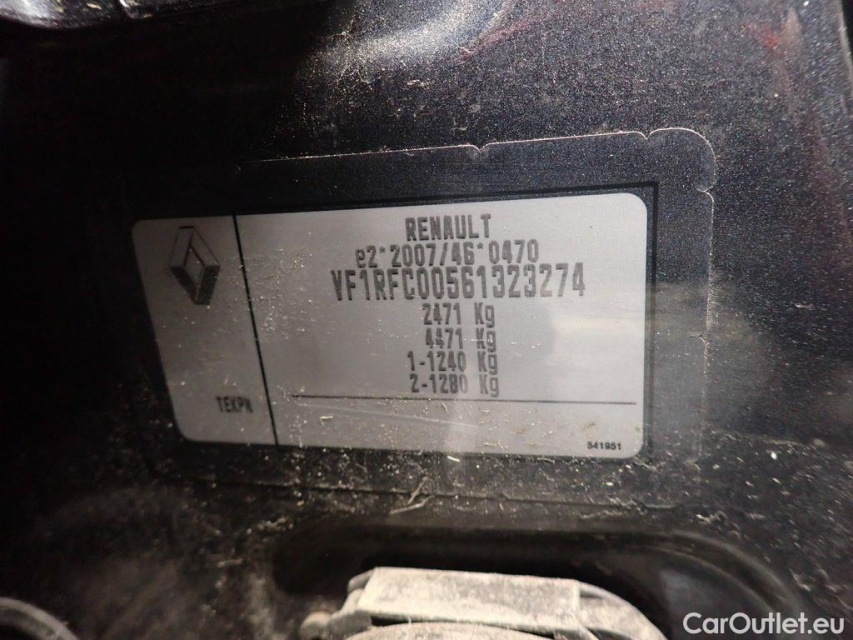 RENAULT
e2*2007/46*0470
VF1RFC00561323274
2471 Kg
4471 Kg
1-1240 Kg
2-1280 Kg
TEKPN
541951
CarOutlet.eu